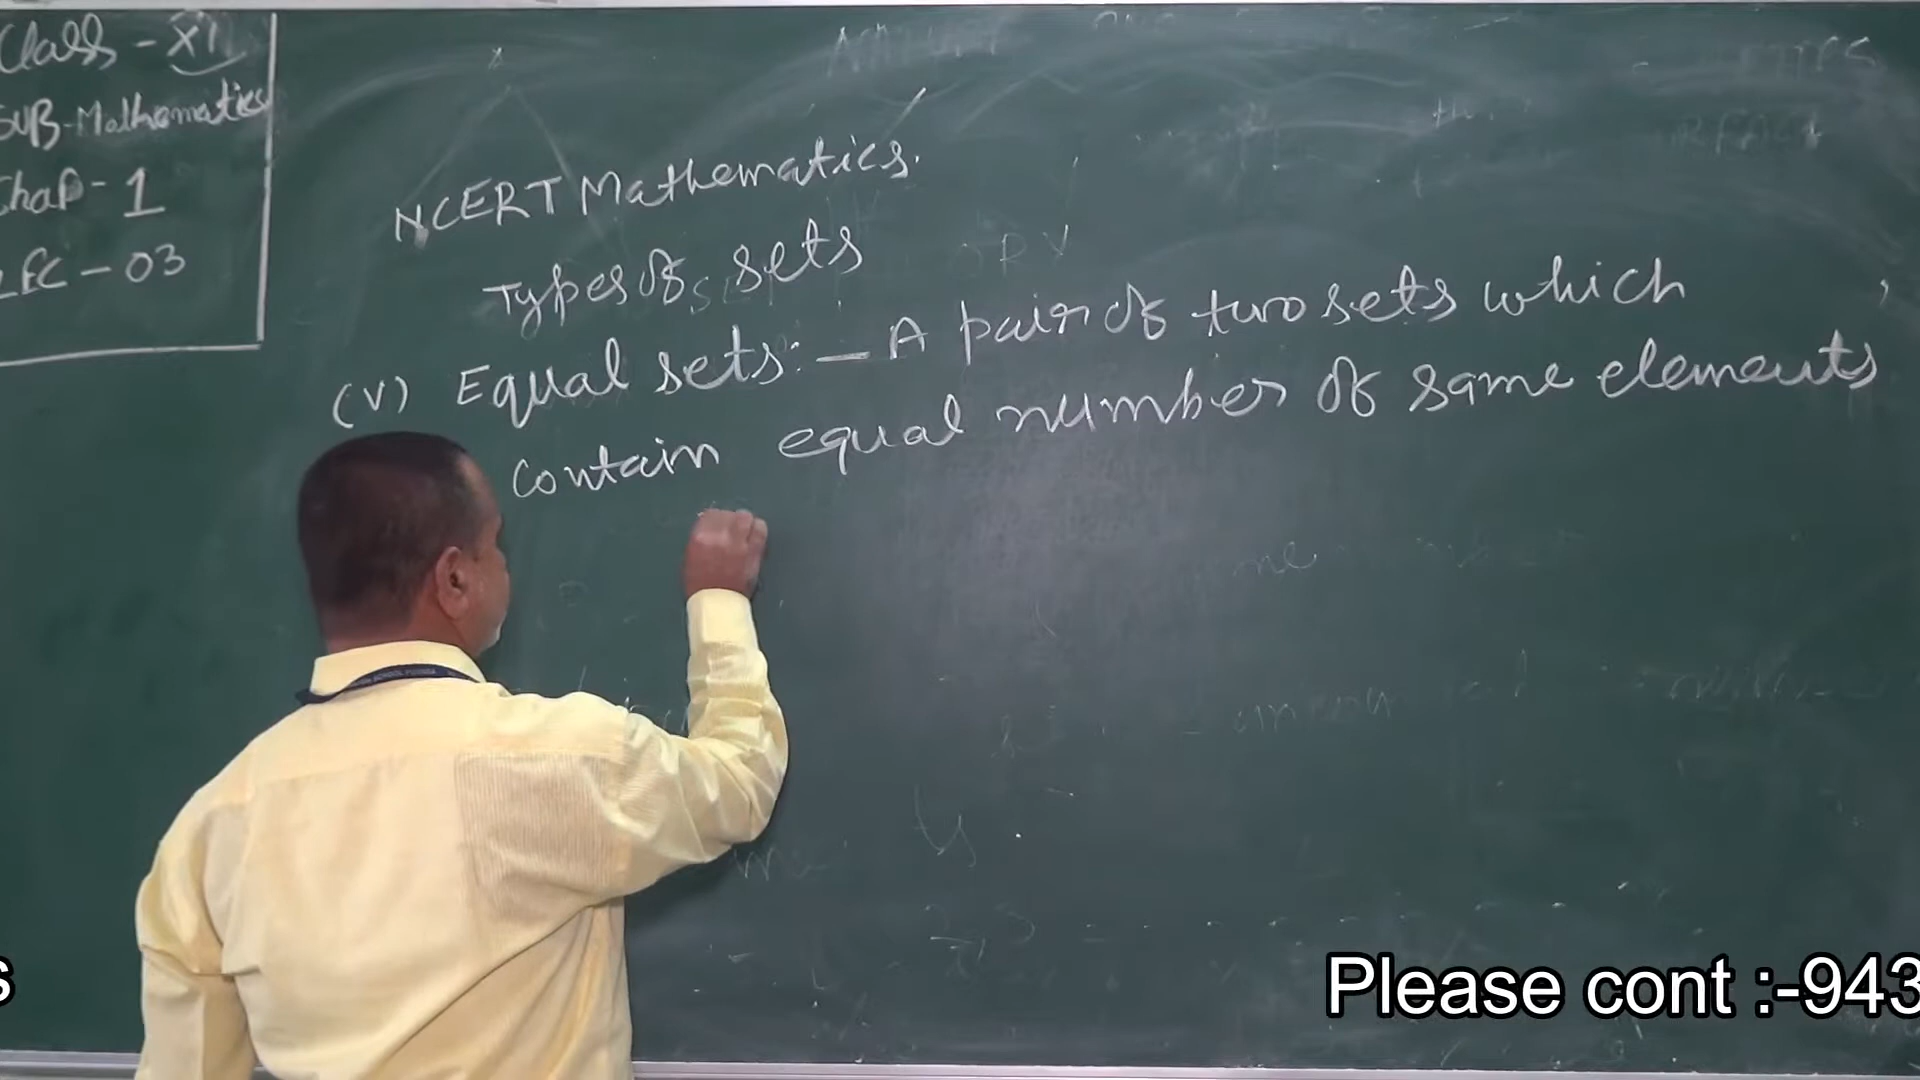 Class - XI
SUB-Mathematics
Chap- 1
LEC - 03
NCERT Mathematics.
Types of sets
(V) Equal sets:- A pair of two sets which
contain equal number of same elements
Please cont :-943